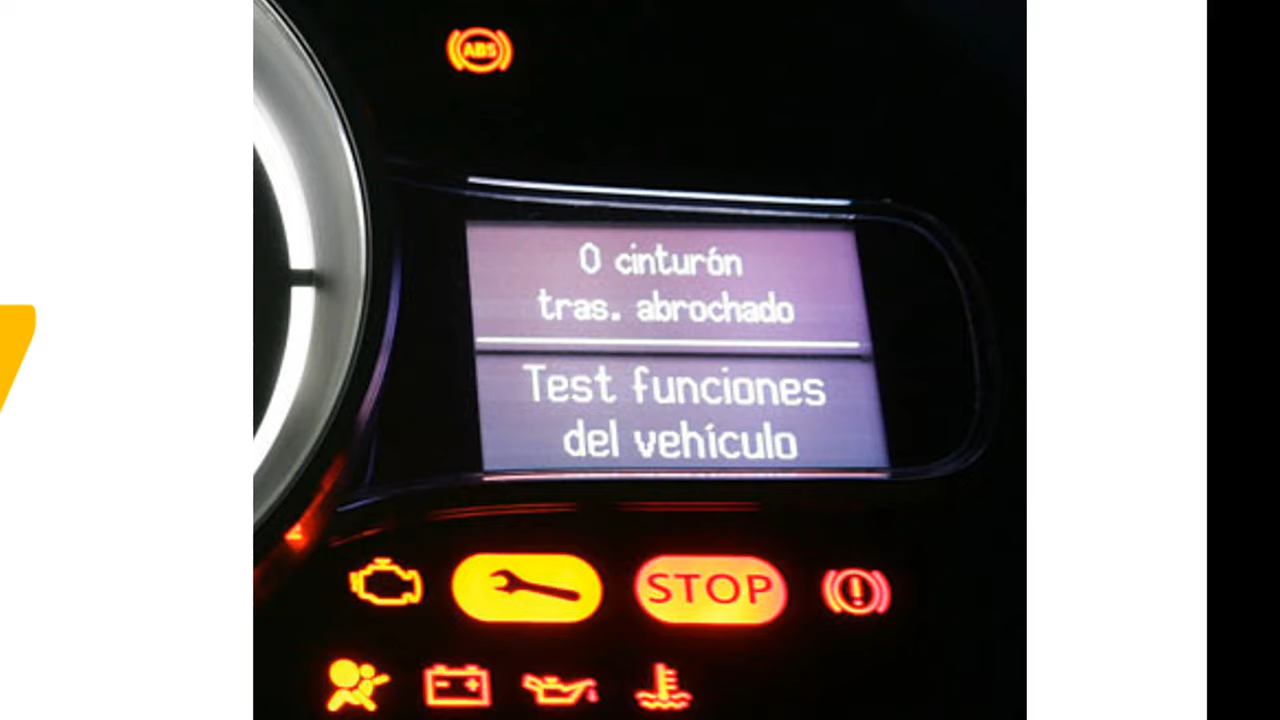 ABS
0 cinturón
tras. abrochado
Test funciones
del vehículo
STOP